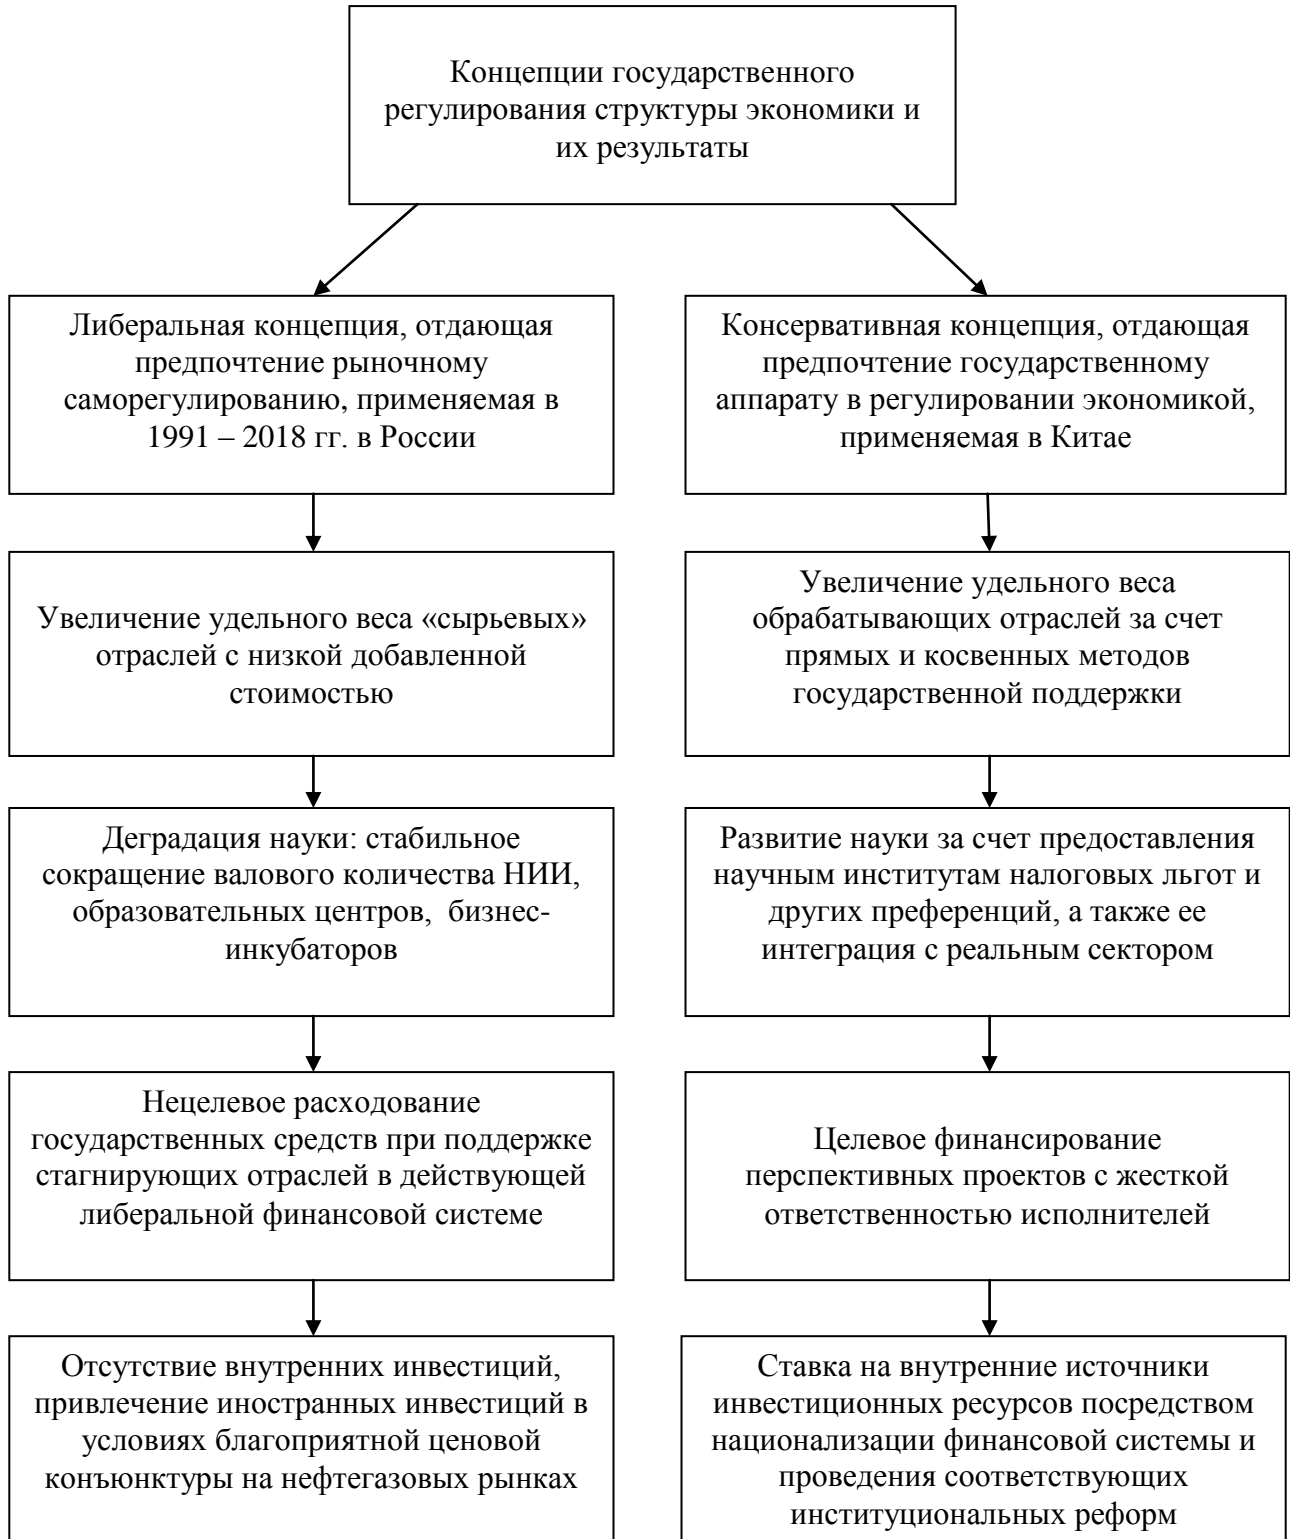 Концепции государственного
регулирования структуры экономики и
их результаты
Либеральная концепция, отдающая
предпочтение рыночному
саморегулированию, применяемая в
1991 – 2018 гг. в России
Консервативная концепция, отдающая
предпочтение государственному
аппарату в регулировании экономикой,
применяемая в Китае
Увеличение удельного веса «сырьевых»
отраслей с низкой добавленной
стоимостью
Увеличение удельного веса
обрабатывающих отраслей за счет
прямых и косвенных методов
государственной поддержки
Деградация науки: стабильное
сокращение валового количества НИИ,
образовательных центров, бизнес-
инкубаторов
Развитие науки за счет предоставления
научным институтам налоговых льгот и
других преференций, а также ее
интеграция с реальным сектором
Нецелевое расходование
государственных средств при поддержке
стагнирующих отраслей в действующей
либеральной финансовой системе
Целевое финансирование
перспективных проектов с жесткой
ответственностью исполнителей
Отсутствие внутренних инвестиций,
привлечение иностранных инвестиций в
условиях благоприятной ценовой
конъюнктуры на нефтегазовых рынках
Ставка на внутренние источники
инвестиционных ресурсов посредством
национализации финансовой системы и
проведения соответствующих
институциональных реформ